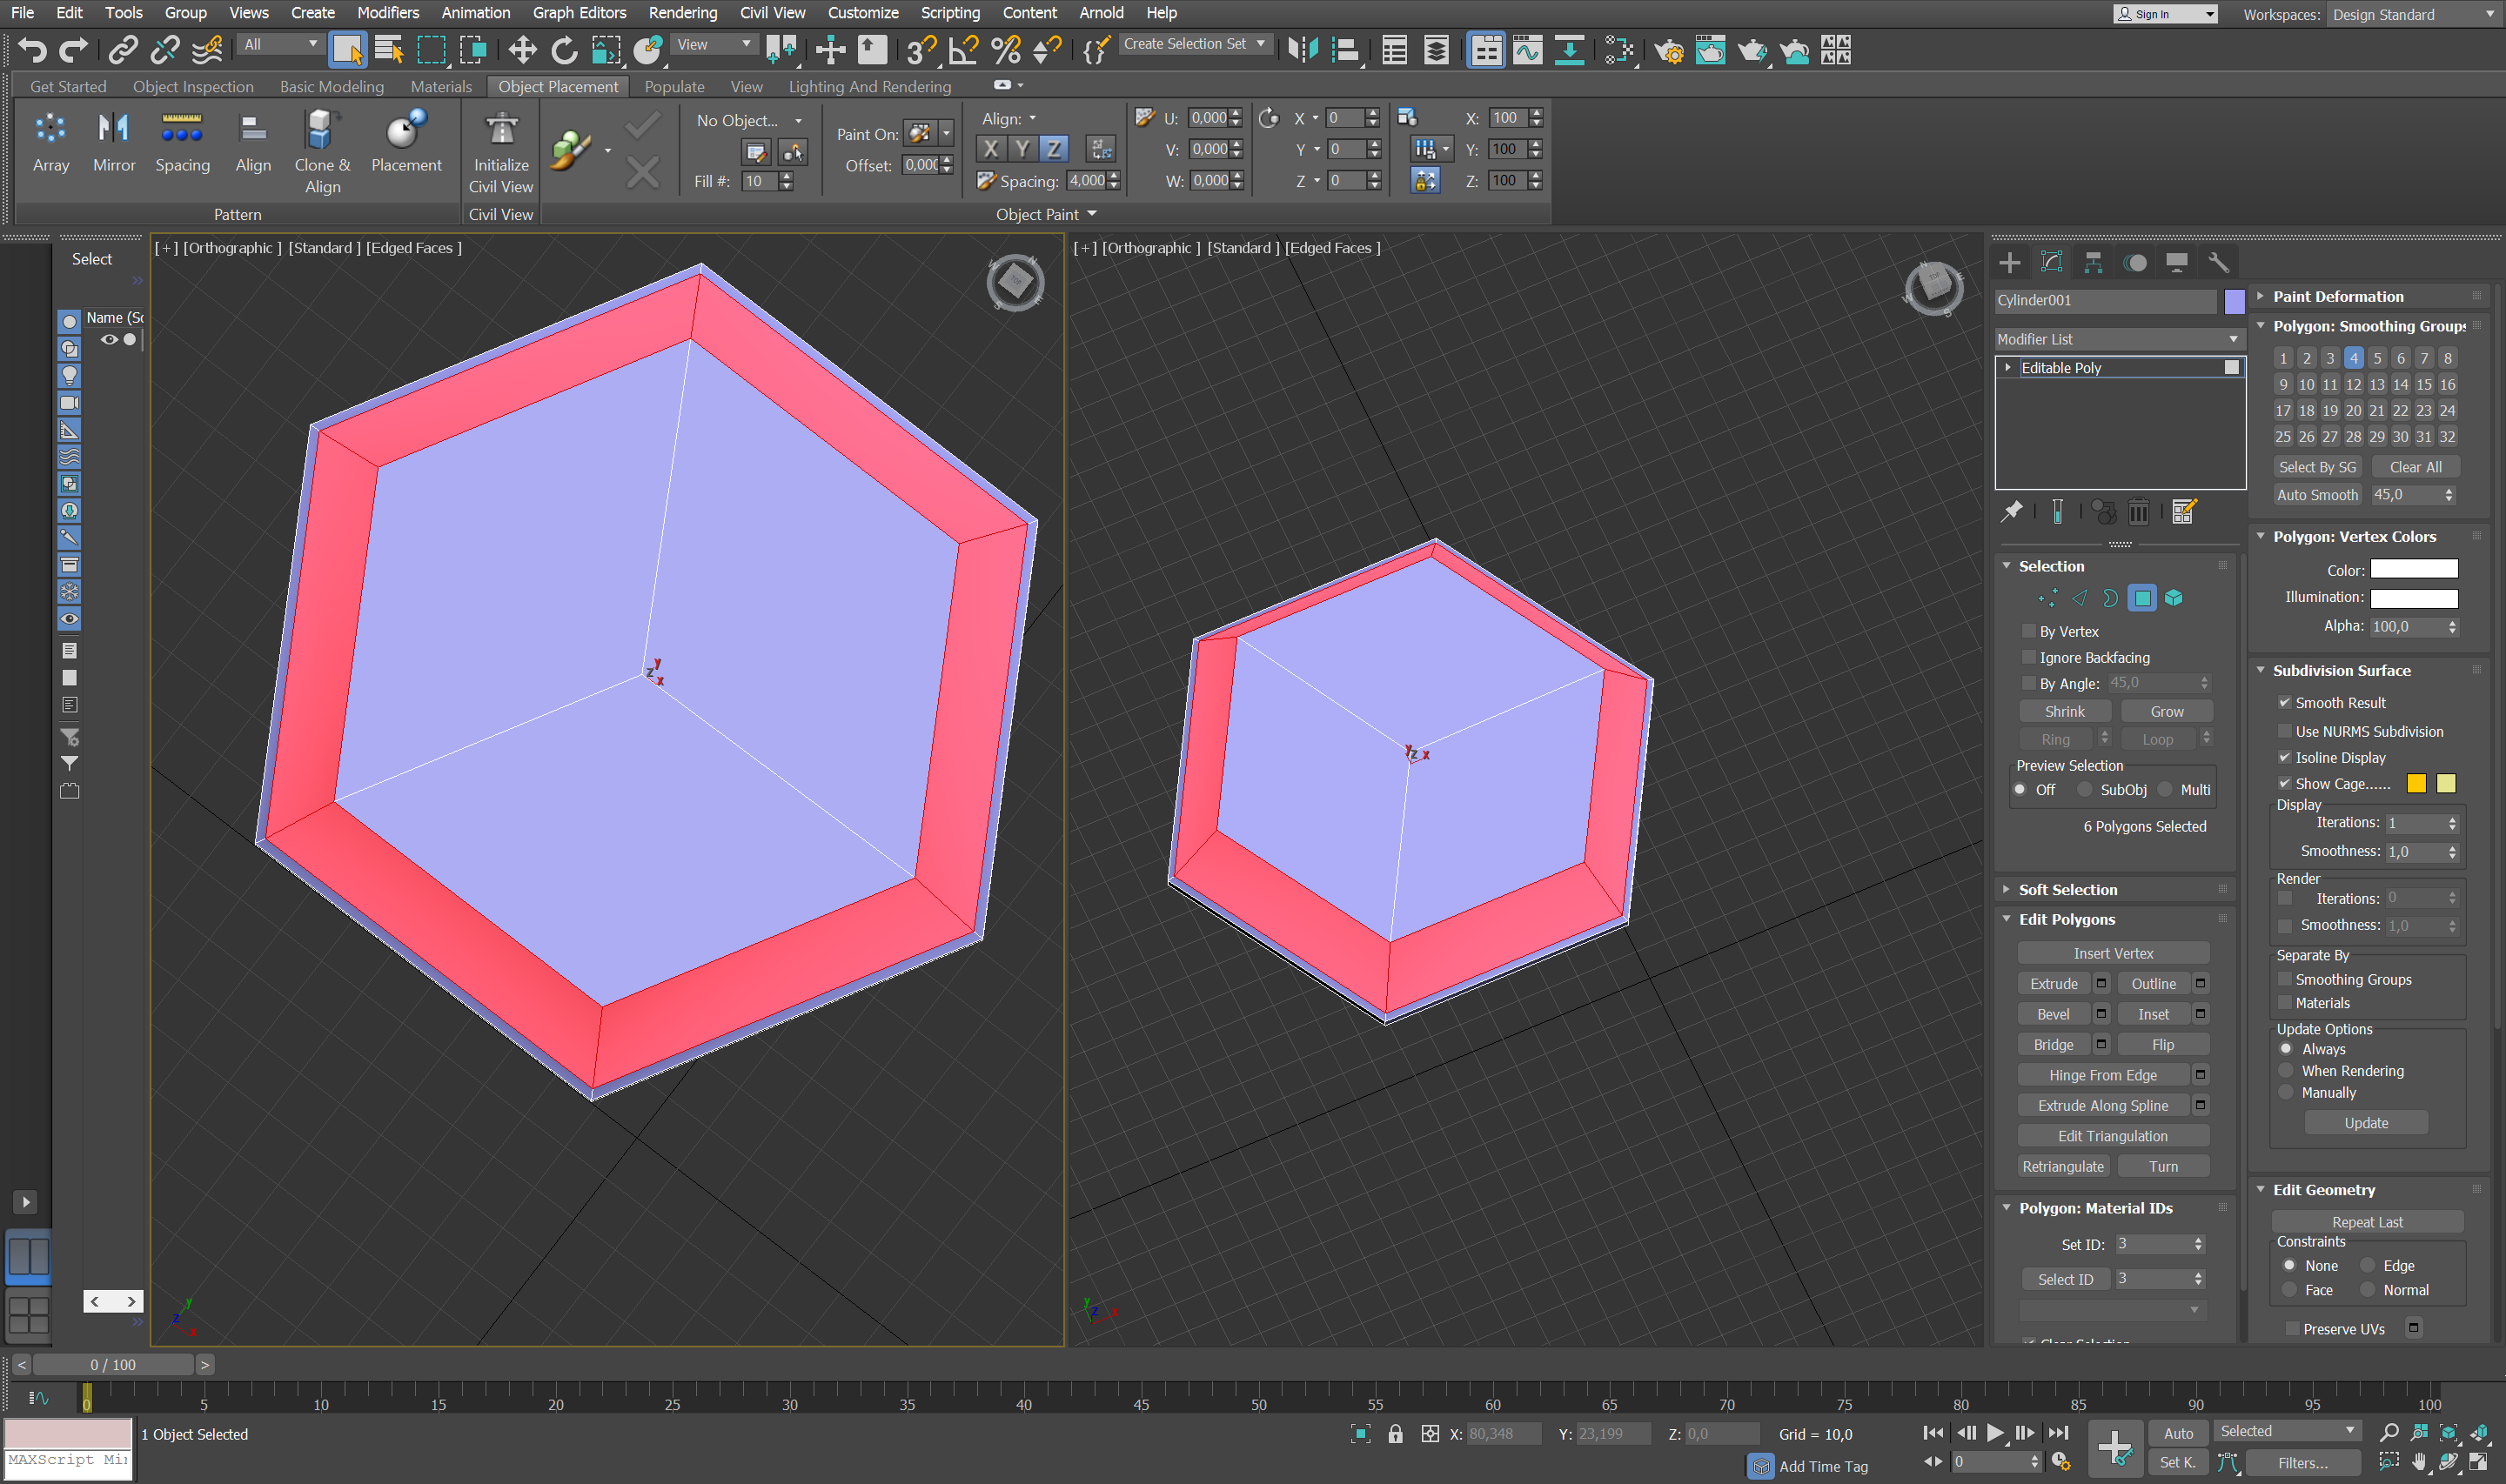 File Edit Tools Group Views Create Modifiers Animation Graph Editors Rendering Civil View Customize Scripting Content Arnold Help
Sign In Workspaces: Design Standard
All View Create Selection Set
Get Started Object Inspection Basic Modeling Materials Object Placement Populate View Lighting And Rendering
Array Mirror Spacing Align Clone & Align Placement
Pattern
Initialize Civil View
Civil View
No Object...
Fill #: 10
Paint On:
Offset: 0,000
Align:
X Y Z
Spacing: 4,000
U: 0,000
V: 0,000
W: 0,000
X 0
Y 0
Z 0
X: 100
Y: 100
Z: 100
Object Paint
Select
Name (So
[+] [Orthographic ] [Standard ] [Edged Faces ]
[+] [Orthographic ] [Standard ] [Edged Faces ]
Cylinder001
Modifier List
Editable Poly
Selection
By Vertex
Ignore Backfacing
By Angle: 45,0
Shrink Grow
Ring Loop
Preview Selection
Off SubObj Multi
6 Polygons Selected
Soft Selection
Edit Polygons
Insert Vertex
Extrude Outline
Bevel Inset
Bridge Flip
Hinge From Edge
Extrude Along Spline
Edit Triangulation
Retriangulate Turn
Polygon: Material IDs
Set ID: 3
Select ID 3
Clear Selection
Paint Deformation
Polygon: Smoothing Groups
1 2 3 4 5 6 7 8
9 10 11 12 13 14 15 16
17 18 19 20 21 22 23 24
25 26 27 28 29 30 31 32
Select By SG Clear All
Auto Smooth 45,0
Polygon: Vertex Colors
Color:
Illumination:
Alpha: 100,0
Subdivision Surface
Smooth Result
Use NURMS Subdivision
Isoline Display
Show Cage......
Display
Iterations: 1
Smoothness: 1,0
Render
Iterations: 0
Smoothness: 1,0
Separate By
Smoothing Groups
Materials
Update Options
Always
When Rendering
Manually
Update
Edit Geometry
Repeat Last
Constraints
None Edge
Face Normal
Preserve UVs
< 0 / 100 >
0 5 10 15 20 25 30 35 40 45 50 55 60 65 70 75 80 85 90 95 100
1 Object Selected
MAXScript Mi
X: 80,348 Y: 23,199 Z: 0,0 Grid = 10,0
Add Time Tag
0
Auto Selected
Set K. Filters...